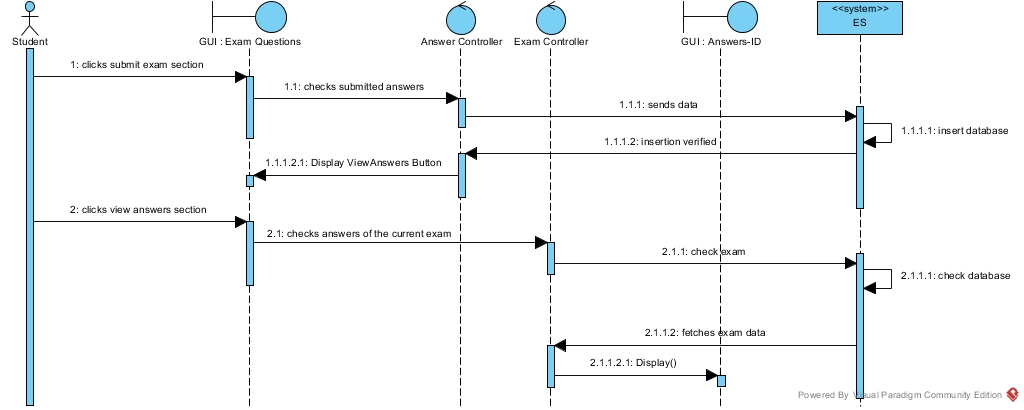 <<system>>
ES
Student
GUI : Exam Questions
Answer Controller
Exam Controller
GUI : Answers-ID
1: clicks submit exam section
1.1: checks submitted answers
1.1.1: sends data
1.1.1.1: insert database
1.1.1.2: insertion verified
1.1.1.2.1: Display ViewAnswers Button
2: clicks view answers section
2.1: checks answers of the current exam
2.1.1: check exam
2.1.1.1: check database
2.1.1.2: fetches exam data
2.1.1.2.1: Display()
Powered By Visual Paradigm Community Edition